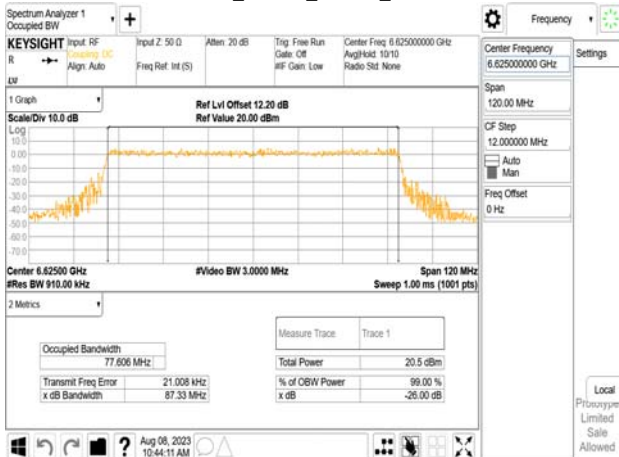 Spectrum Analyzer 1
Occupied BW
Frequency
KEYSIGHT
Input: RF
Coupling: DC
Align: Auto
Input Z: 50 Ω
Freq Ref: Int (S)
Atten: 20 dB
Trig: Free Run
Gate: Off
#IF Gain: Low
Center Freq: 6.625000000 GHz
Avg|Hold: 10/10
Radio Std: None
R
Center Frequency
6.625000000 GHz
Settings
Span
120.00 MHz
CF Step
12.000000 MHz
Auto
Man
Freq Offset
0 Hz
1 Graph
Scale/Div 10.0 dB
Ref Lvl Offset 12.20 dB
Ref Value 20.00 dBm
Log
10.0
0.00
-10.0
-20.0
-30.0
-40.0
-50.0
-60.0
-70.0
Center 6.62500 GHz
#Res BW 910.00 kHz
#Video BW 3.0000 MHz
Span 120 MHz
Sweep 1.00 ms (1001 pts)
2 Metrics
Measure Trace Trace 1
Occupied Bandwidth
77.606 MHz
Total Power 20.5 dBm
Transmit Freq Error 21.008 kHz
% of OBW Power 99.00 %
x dB Bandwidth 87.33 MHz
x dB -26.00 dB
Local
Prototype
Limited
Sale
Allowed
?
Aug 08, 2023
10:44:11 AM